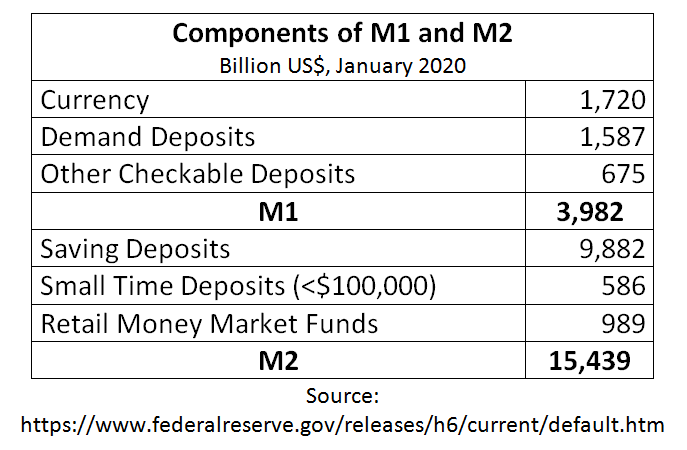 Components of M1 and M2
Billion US$, January 2020
Currency 1,720
Demand Deposits 1,587
Other Checkable Deposits 675
M1 3,982
Saving Deposits 9,882
Small Time Deposits (<$100,000) 586
Retail Money Market Funds 989
M2 15,439
Source:
https://www.federalreserve.gov/releases/h6/current/default.htm